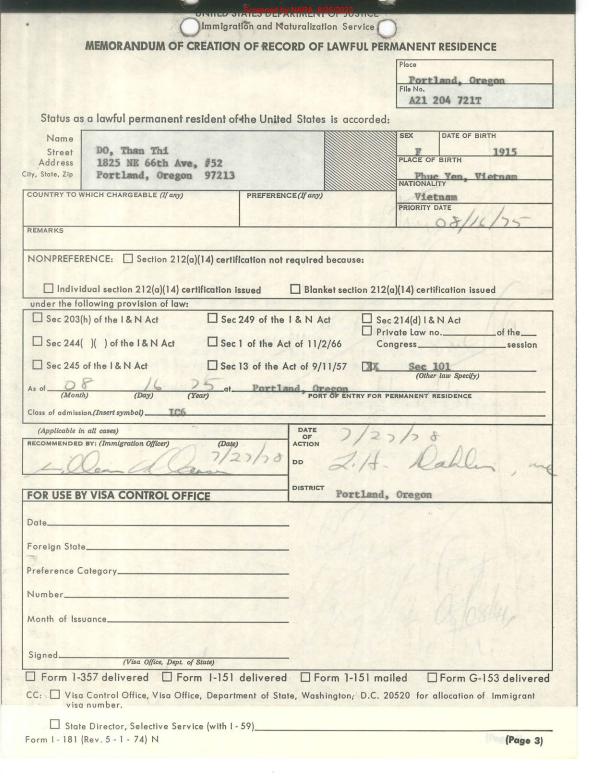 UNITED STATES DEPARTMENT OF JUSTICE
Immigration and Naturalization Service
MEMORANDUM OF CREATION OF RECORD OF LAWFUL PERMANENT RESIDENCE
Place
Portland, Oregon
File No.
A21 204 721T
Status as a lawful permanent resident of the United States is accorded:
Name
Street
Address
City, State, Zip
DO, Than Thi
1825 NE 66th Ave, #52
Portland, Oregon 97213
SEX
F
DATE OF BIRTH
1915
PLACE OF BIRTH
Phuc Yen, Vietnam
NATIONALITY
Vietnam
COUNTRY TO WHICH CHARGEABLE (If any)
PREFERENCE (If any)
PRIORITY DATE
08/16/75
REMARKS
NONPREFERENCE: ☐ Section 212(a)(14) certification not required because:
☐ Individual section 212(a)(14) certification issued ☐ Blanket section 212(a)(14) certification issued
under the following provision of law:
☐ Sec 203(h) of the I & N Act ☐ Sec 249 of the I & N Act ☐ Sec 214(d) I & N Act
☐ Private Law no. of the
☐ Sec 244( )( ) of the I & N Act ☐ Sec 1 of the Act of 11/2/66 Congress session
☐ Sec 245 of the I & N Act ☐ Sec 13 of the Act of 9/11/57 XX Sec 101
(Other law Specify)
As of 08 16 75 at Portland, Oregon
(Month) (Day) (Year) PORT OF ENTRY FOR PERMANENT RESIDENCE
Class of admission (Insert symbol) IC6
(Applicable in all cases)
RECOMMENDED BY: (Immigration Officer) (Date)
7/27/78
DATE OF ACTION
7/27/78
DD
DISTRICT
Portland, Oregon
FOR USE BY VISA CONTROL OFFICE
Date
Foreign State
Preference Category
Number
Month of Issuance
Signed
(Visa Office, Dept. of State)
☐ Form I-357 delivered ☐ Form I-151 delivered ☐ Form I-151 mailed ☐ Form G-153 delivered
CC: ☐ Visa Control Office, Visa Office, Department of State, Washington, D.C. 20520 for allocation of Immigrant
visa number.
☐ State Director, Selective Service (with I-59)
Form I-181 (Rev. 5-1-74) N
(Page 3)